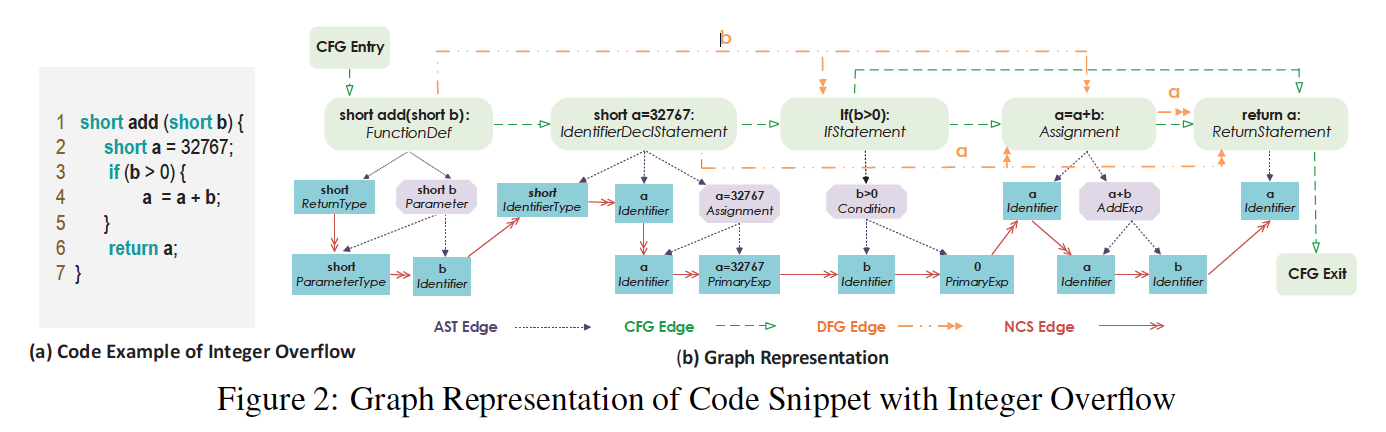 1 short add (short b) {
2 short a = 32767;
3 if (b > 0) {
4 a = a + b;
5 }
6 return a;
7 }
(a) Code Example of Integer Overflow
CFG Entry
b
short add(short b):
FunctionDef
short a=32767:
IdentifierDeclStatement
If(b>0):
IfStatement
a=a+b:
Assignment
a
return a:
ReturnStatement
a
short
ReturnType
short b
Parameter
short
IdentifierType
a
Identifier
a=32767
Assignment
b>0
Condition
a
Identifier
a+b
AddExp
a
Identifier
short
ParameterType
b
Identifier
a
Identifier
a=32767
PrimaryExp
b
Identifier
0
PrimaryExp
a
Identifier
b
Identifier
CFG Exit
AST Edge
CFG Edge
DFG Edge
NCS Edge
(b) Graph Representation
Figure 2: Graph Representation of Code Snippet with Integer Overflow